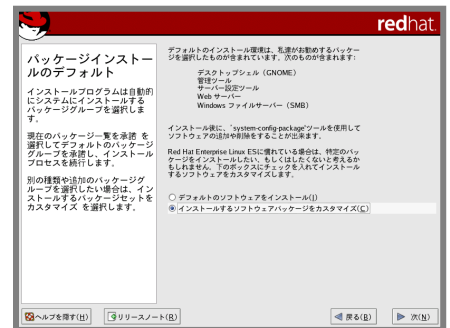 redhat.
パッケージインストー
ルのデフォルト
インストールプログラムは自動的
にシステムにインストールする
パッケージグループを選択しま
す。
現在のパッケージ一覧を承諾 を
選択してデフォルトのパッケージ
グループを承諾し、インストール
プロセスを続行します。
別の種類や追加のパッケージグ
ループを選択したい場合は、イン
ストールするパッケージセットを
カスタマイズ を選択します。
デフォルトのインストール環境は、私達がお勧めするパッケー
ジを選択したものが含まれています。次のものが含まれます:
デスクトップシェル（GNOME）
管理ツール
サーバー設定ツール
Web サーバー
Windows ファイルサーバー（SMB）
インストール後に、`system-config-package'ツールを使用して
ソフトウェアの追加や削除をすることが出来ます。
Red Hat Enterprise Linux ESに慣れている場合は、特定のパッ
ケージをインストールしたい、もしくはしたくないと考えるか
もしれません。下のボックスにチェックを入れてインストール
するソフトウェアをカスタマイズします。
デフォルトのソフトウェアをインストール(I)
インストールするソフトウェアパッケージをカスタマイズ(C)
ヘルプを隠す(H)
リリースノート(R)
戻る(B)
次(N)